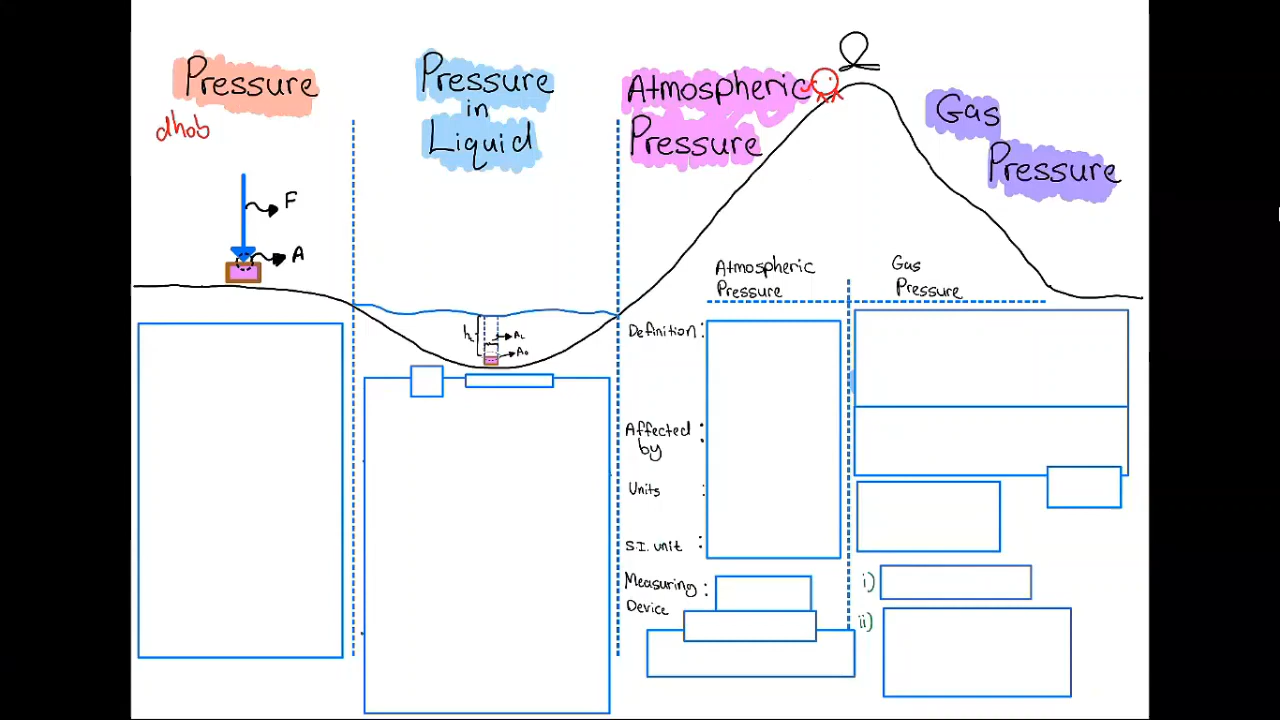 Pressure
dhob
F
A
Pressure
in
Liquid
h
A₀
Atmospheric
Pressure
Gas
Pressure
Atmospheric
Pressure
Gas
Pressure
Definition :
Affected :
by
Units :
S.I. unit :
Measuring :
Device
i)
ii)